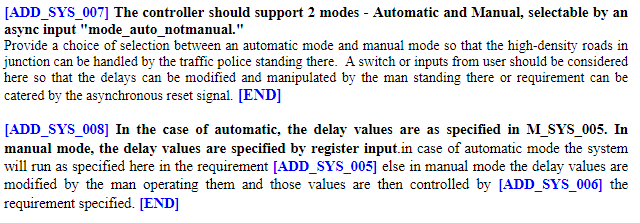 [ADD_SYS_007] The controller should support 2 modes - Automatic and Manual, selectable by an
async input "mode_auto_notmanual."
Provide a choice of selection between an automatic mode and manual mode so that the high-density roads in
junction can be handled by the traffic police standing there. A switch or inputs from user should be considered
here so that the delays can be modified and manipulated by the man standing there or requirement can be
catered by the asynchronous reset signal. [END]
[ADD_SYS_008] In the case of automatic, the delay values are as specified in M_SYS_005. In
manual mode, the delay values are specified by register input.in case of automatic mode the system
will run as specified here in the requirement [ADD_SYS_005] else in manual mode the delay values are
modified by the man operating them and those values are then controlled by [ADD_SYS_006] the
requirement specified. [END]